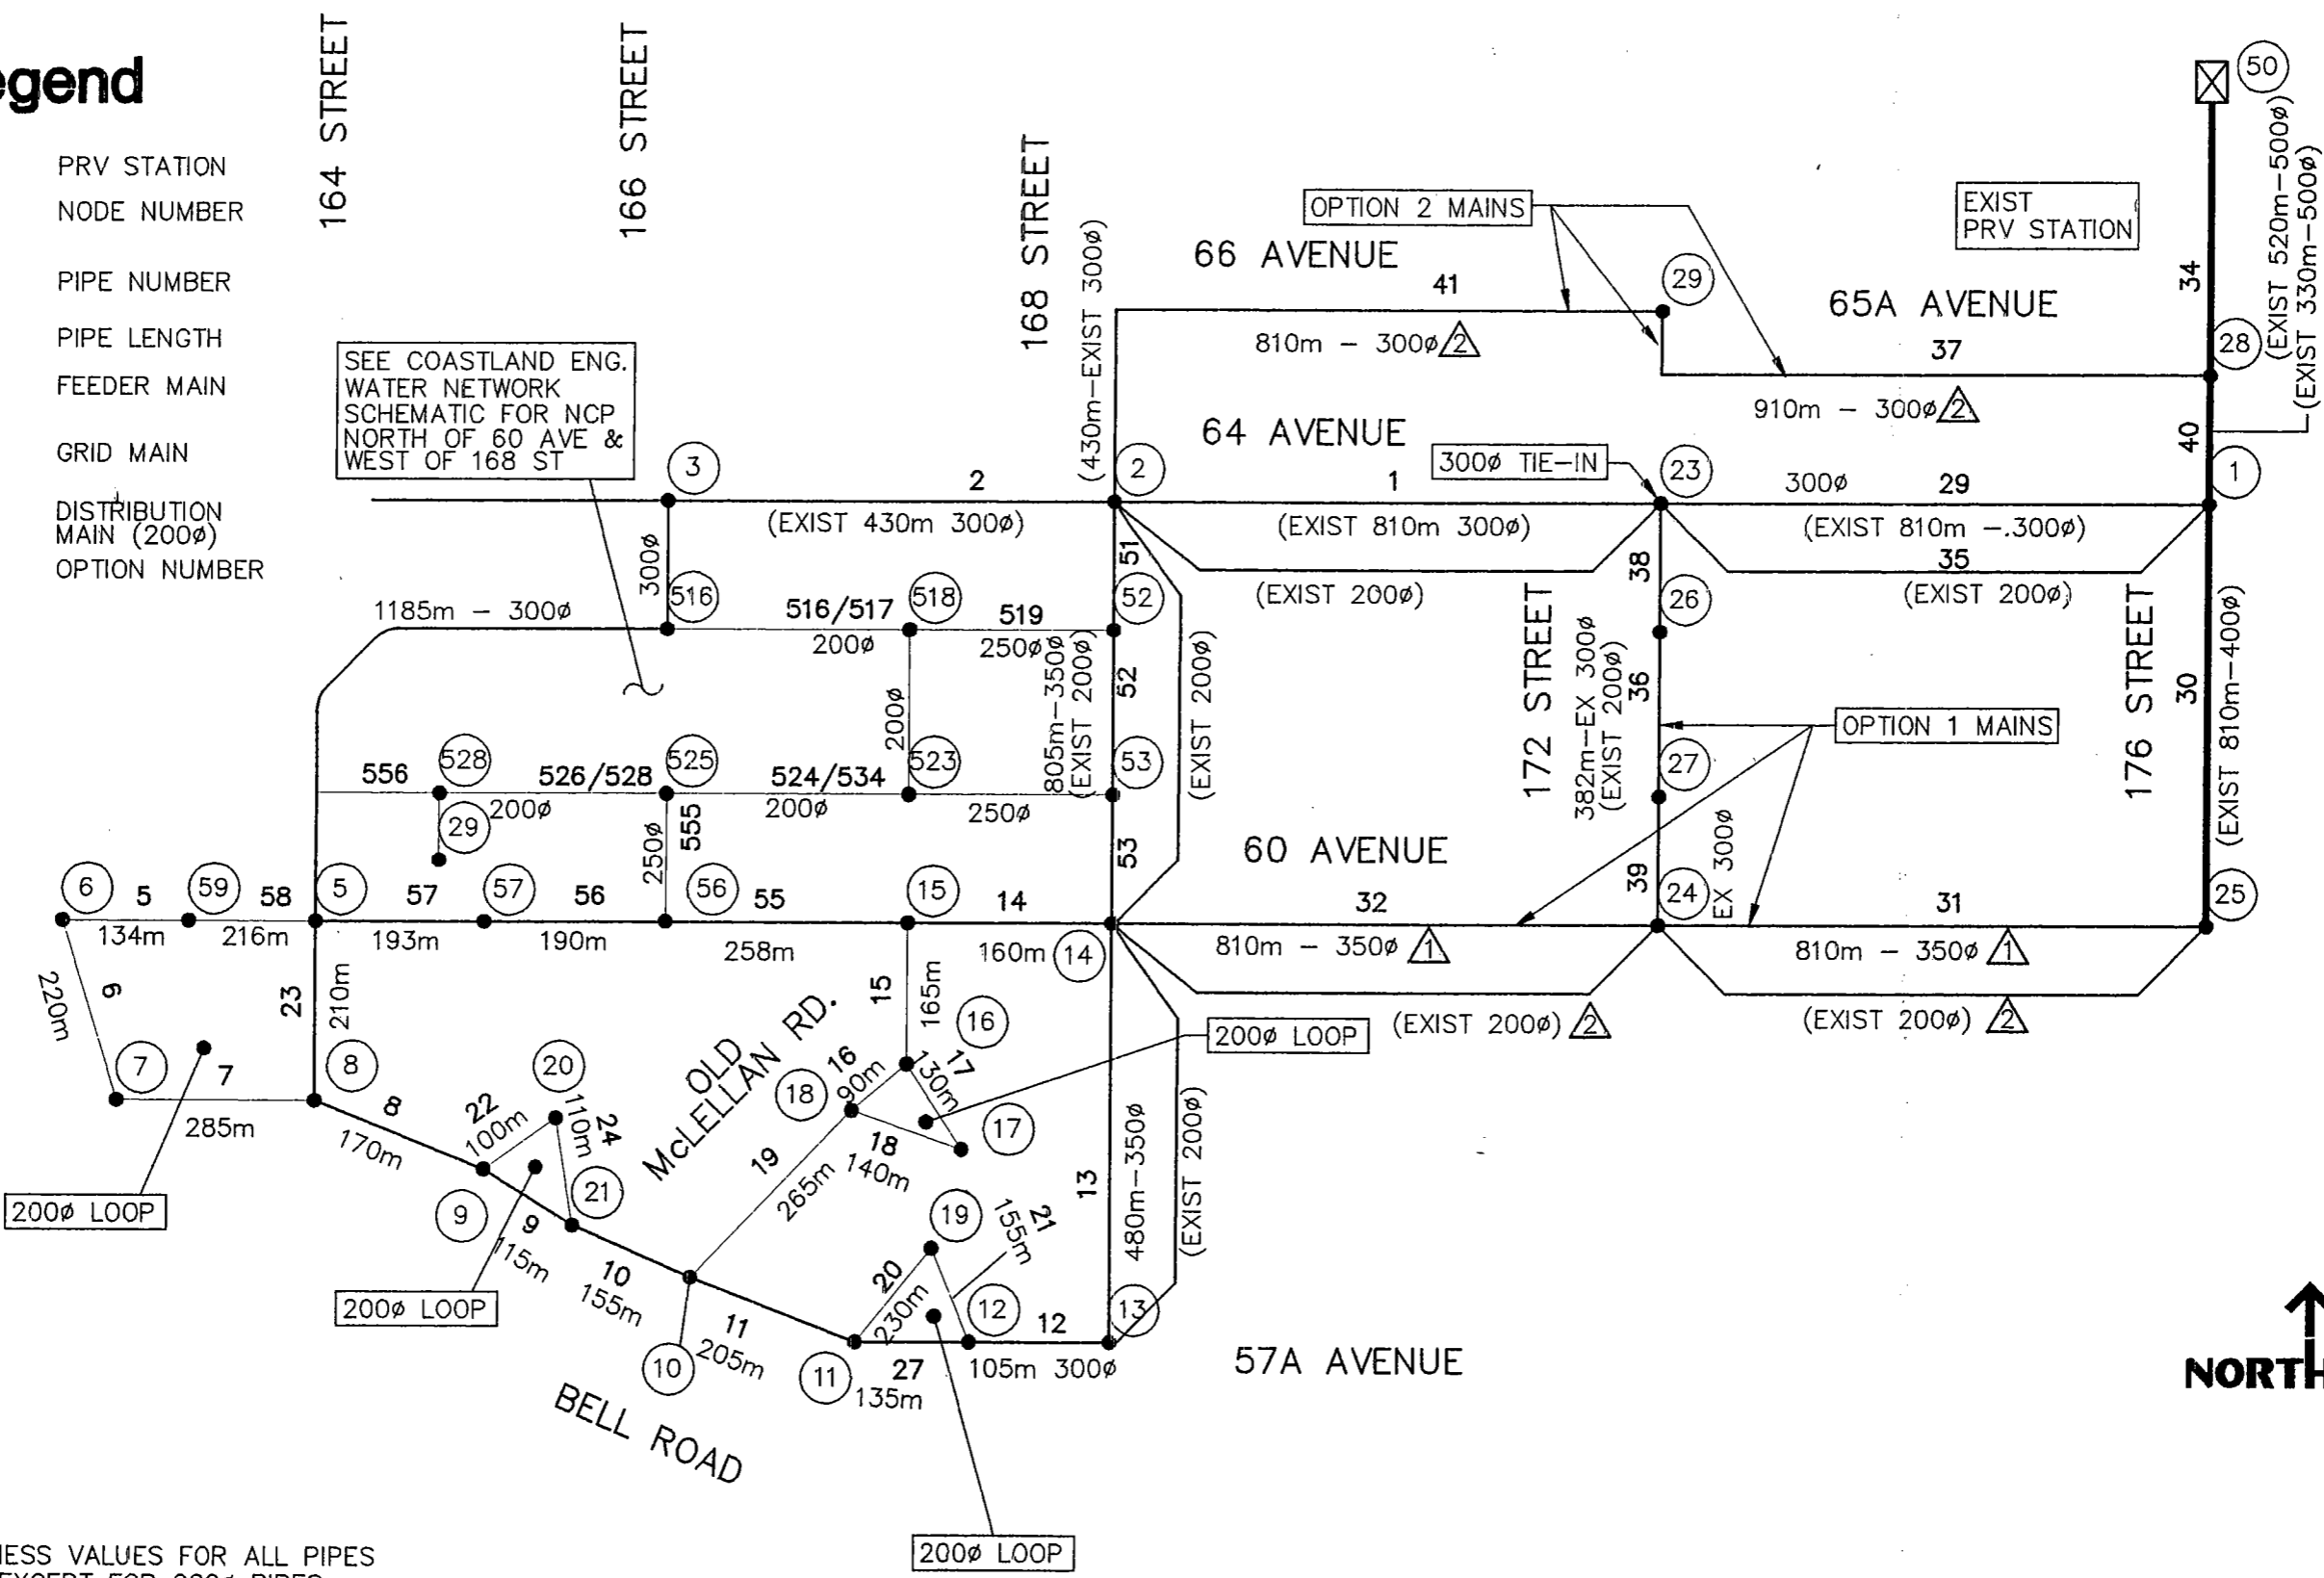 egend
PRV STATION
NODE NUMBER
PIPE NUMBER
PIPE LENGTH
FEEDER MAIN
GRID MAIN
DISTRIBUTION
MAIN (200ø)
OPTION NUMBER
164 STREET
166 STREET
168 STREET
(430m-EXIST 300ø)
SEE COASTLAND ENG.
WATER NETWORK
SCHEMATIC FOR NCP
NORTH OF 60 AVE &
WEST OF 168 ST
OPTION 2 MAINS
66 AVENUE
41
810m - 300ø 2
29
EXIST
PRV STATION
65A AVENUE
37
910m - 300ø 2
50
34
(EXIST 520m-500ø)
(EXIST 330m-500ø)
28
40
1
64 AVENUE
300ø TIE-IN
3
2
(EXIST 430m 300ø)
2
1
(EXIST 810m 300ø)
(EXIST 200ø)
23
300ø
29
(EXIST 810m -.300ø)
35
(EXIST 200ø)
300ø
516
1185m - 300ø
516/517
200ø
518
519
250ø
51
52
52
805m-350ø
(EXIST 200ø)
(EXIST 200ø)
38
26
172 STREET
382m-EX 300ø
(EXIST 200ø)
36
27
OPTION 1 MAINS
176 STREET
30
(EXIST 810m-400ø)
200ø
556
528
526/528
200ø
29
525
524/534
200ø
523
250ø
53
53
250ø
555
60 AVENUE
39
24
EX 300ø
25
6
5
134m
59
58
216m
5
57
193m
57
56
190m
56
55
258m
15
14
160m
14
32
810m - 350ø 1
31
810m - 350ø 1
(EXIST 200ø) 2
(EXIST 200ø) 2
6
220m
23
210m
7
7
285m
8
8
170m
200ø LOOP
22
100m
20
110m
24
9
9
115m
21
200ø LOOP
10
155m
OLD
McLELLAN RD.
15
165m
16
16
90m
17
130m
18
18
140m
17
200ø LOOP
19
265m
10
11
205m
11
20
230m
19
21
155m
12
27
135m
12
105m 300ø
13
13
480m-350ø
(EXIST 200ø)
57A AVENUE
BELL ROAD
200ø LOOP
NORTH
NESS VALUES FOR ALL PIPES